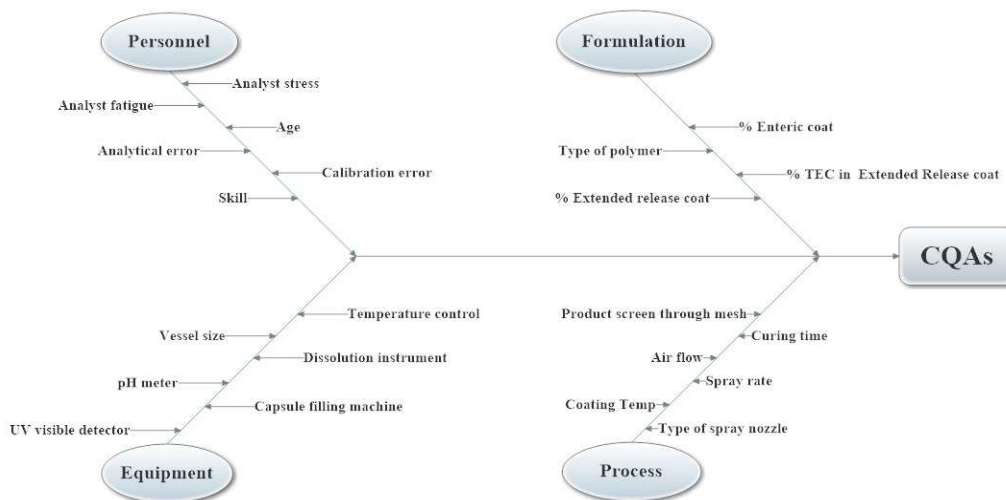 Personnel
Formulation
Analyst stress
Analyst fatigue
Age
% Enteric coat
Analytical error
Type of polymer
Calibration error
% TEC in Extended Release coat
Skill
% Extended release coat
CQAs
Temperature control
Product screen through mesh
Vessel size
Curing time
Dissolution instrument
Air flow
pH meter
Spray rate
Capsule filling machine
Coating Temp
UV visible detector
Type of spray nozzle
Equipment
Process